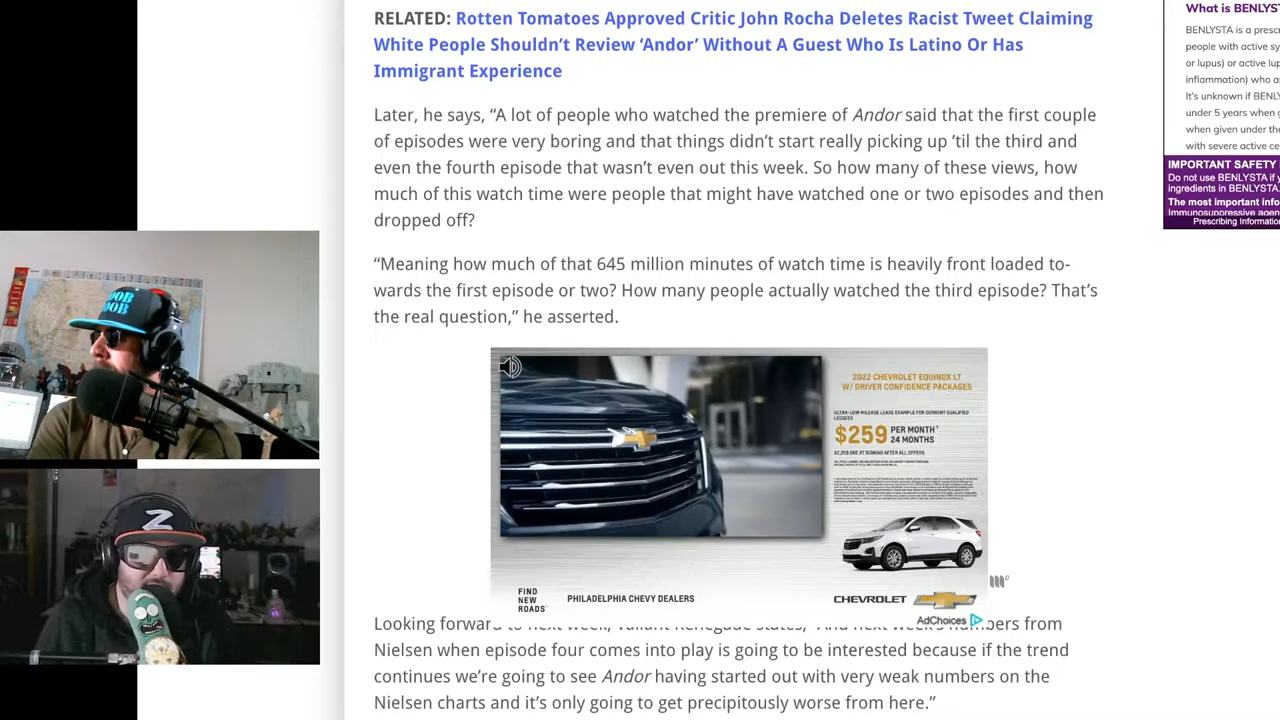 RELATED: Rotten Tomatoes Approved Critic John Rocha Deletes Racist Tweet Claiming
White People Shouldn’t Review ‘Andor’ Without A Guest Who Is Latino Or Has
Immigrant Experience
Later, he says, “A lot of people who watched the premiere of Andor said that the first couple
of episodes were very boring and that things didn’t start really picking up ’til the third and
even the fourth episode that wasn’t even out this week. So how many of these views, how
much of this watch time were people that might have watched one or two episodes and then
dropped off?
“Meaning how much of that 645 million minutes of watch time is heavily front loaded to-
wards the first episode or two? How many people actually watched the third episode? That’s
the real question,” he asserted.
2022 CHEVROLET EQUINOX LT
W/ DRIVER CONFIDENCE PACKAGES
ULTRA-LOW MILEAGE LEASE EXAMPLE FOR CURRENT QUALIFIED
LESSEES
$259 PER MONTH
24 MONTHS
$2,259 DUE AT SIGNING AFTER ALL OFFERS
FIND
NEW
ROADS
PHILADELPHIA CHEVY DEALERS
CHEVROLET
AdChoices
Looking forward to next week, Valiant Renegade states, “And next week’s numbers from
Nielsen when episode four comes into play is going to be interested because if the trend
continues we’re going to see Andor having started out with very weak numbers on the
Nielsen charts and it’s only going to get precipitously worse from here.”
What is BENLYST
BENLYSTA is a prescr
people with active sy
or lupus) or active lup
inflammation) who a
It's unknown if BENLY
under 5 years when g
when given under the
with severe active ce
IMPORTANT SAFETY
Do not use BENLYSTA if y
ingredients in BENLYSTA.
The most important info
Immunosuppressive agen
Prescribing Information
Z